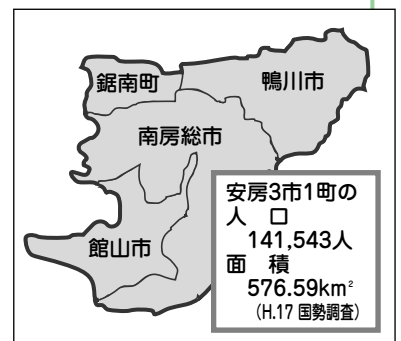 鋸南町
鴨川市
南房総市
館山市
安房3市1町の
人　口
141,543人
面　積
576.59km²
(H.17 国勢調査)